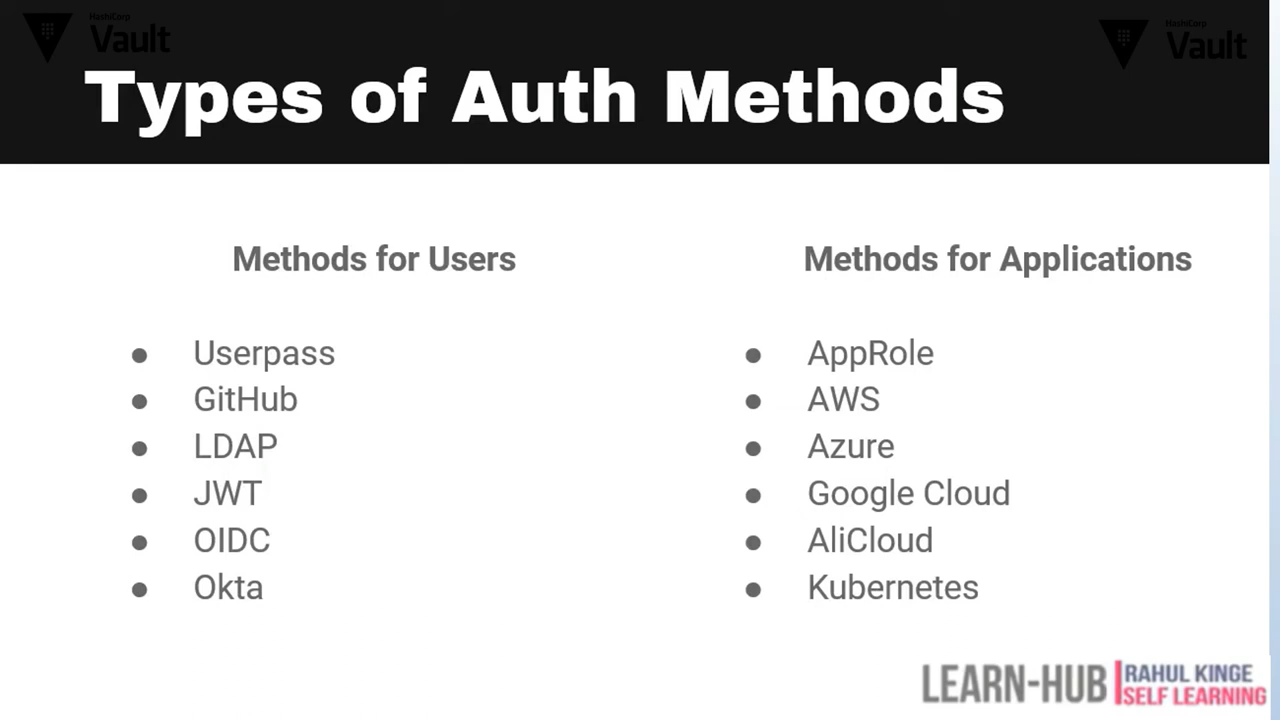 HashiCorp
Vault
HashiCorp
Vault
Types of Auth Methods
Methods for Users
Userpass
GitHub
LDAP
JWT
OIDC
Okta
Methods for Applications
AppRole
AWS
Azure
Google Cloud
AliCloud
Kubernetes
LEARN-HUB
RAHUL KINGE
SELF LEARNING